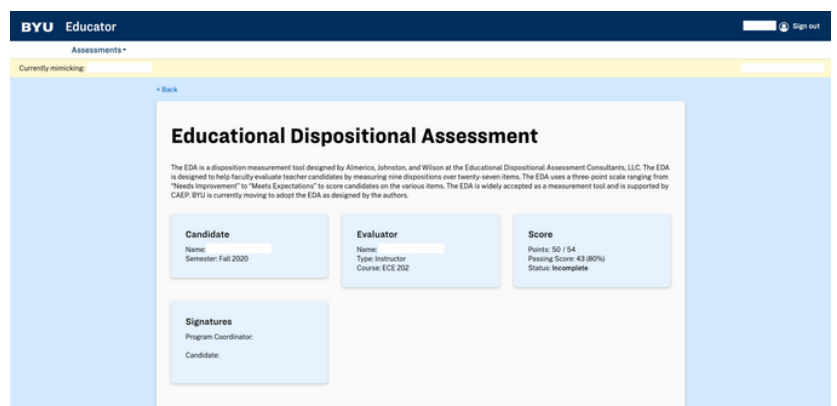 BYU Educator
Sign out
Assessments
Currently mimicking:
< Back
Educational Dispositional Assessment
The EDA is a disposition measurement tool designed by Almerico, Johnston, and Wilson at the Educational Dispositional Assessment Consultants, LLC. The EDA
is designed to help faculty evaluate teacher candidates by measuring nine dispositions over twenty-seven items. The EDA uses a three-point scale ranging from
"Needs Improvement" to "Meets Expectations" to score candidates on the various items. The EDA is widely accepted as a measurement tool and is supported by
CAEP. BYU is currently moving to adopt the EDA as designed by the authors.
Candidate
Name:
Semester: Fall 2020
Evaluator
Name:
Type: Instructor
Course: ECE 202
Score
Points: 50 / 54
Passing Score: 43 (80%)
Status: Incomplete
Signatures
Program Coordinator:
Candidate: